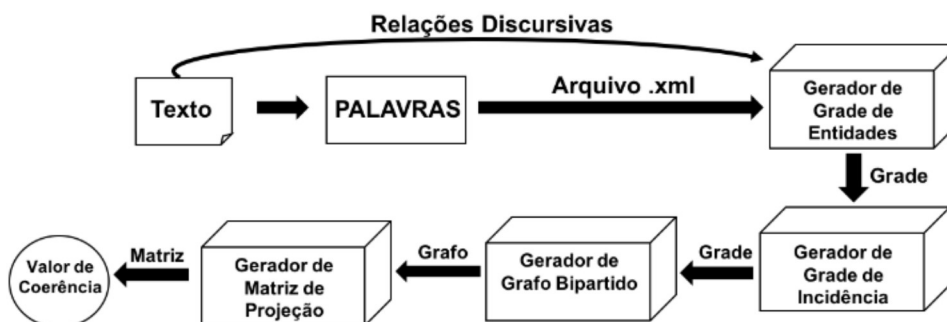 Relações Discursivas
Texto
PALAVRAS
Arquivo .xml
Gerador de
Grade de
Entidades
Grade
Gerador de
Grade de
Incidência
Grade
Gerador de
Grafo Bipartido
Grafo
Gerador de
Matriz de
Projeção
Matriz
Valor de
Coerência